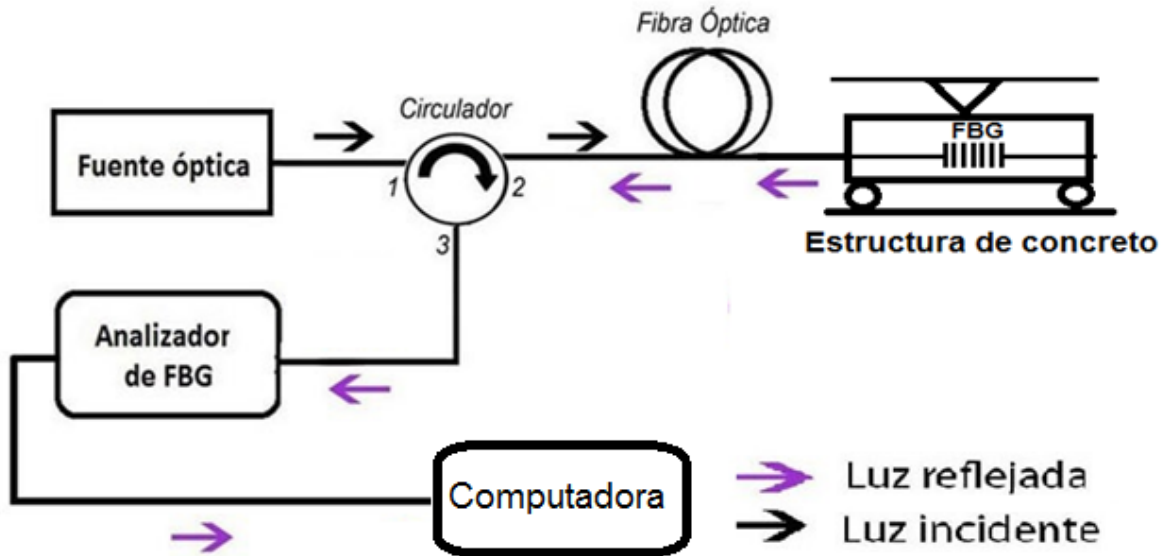 Fibra Óptica
Circulador
Fuente óptica
1
2
3
FBG
Estructura de concreto
Analizador
de FBG
Computadora
Luz reflejada
Luz incidente